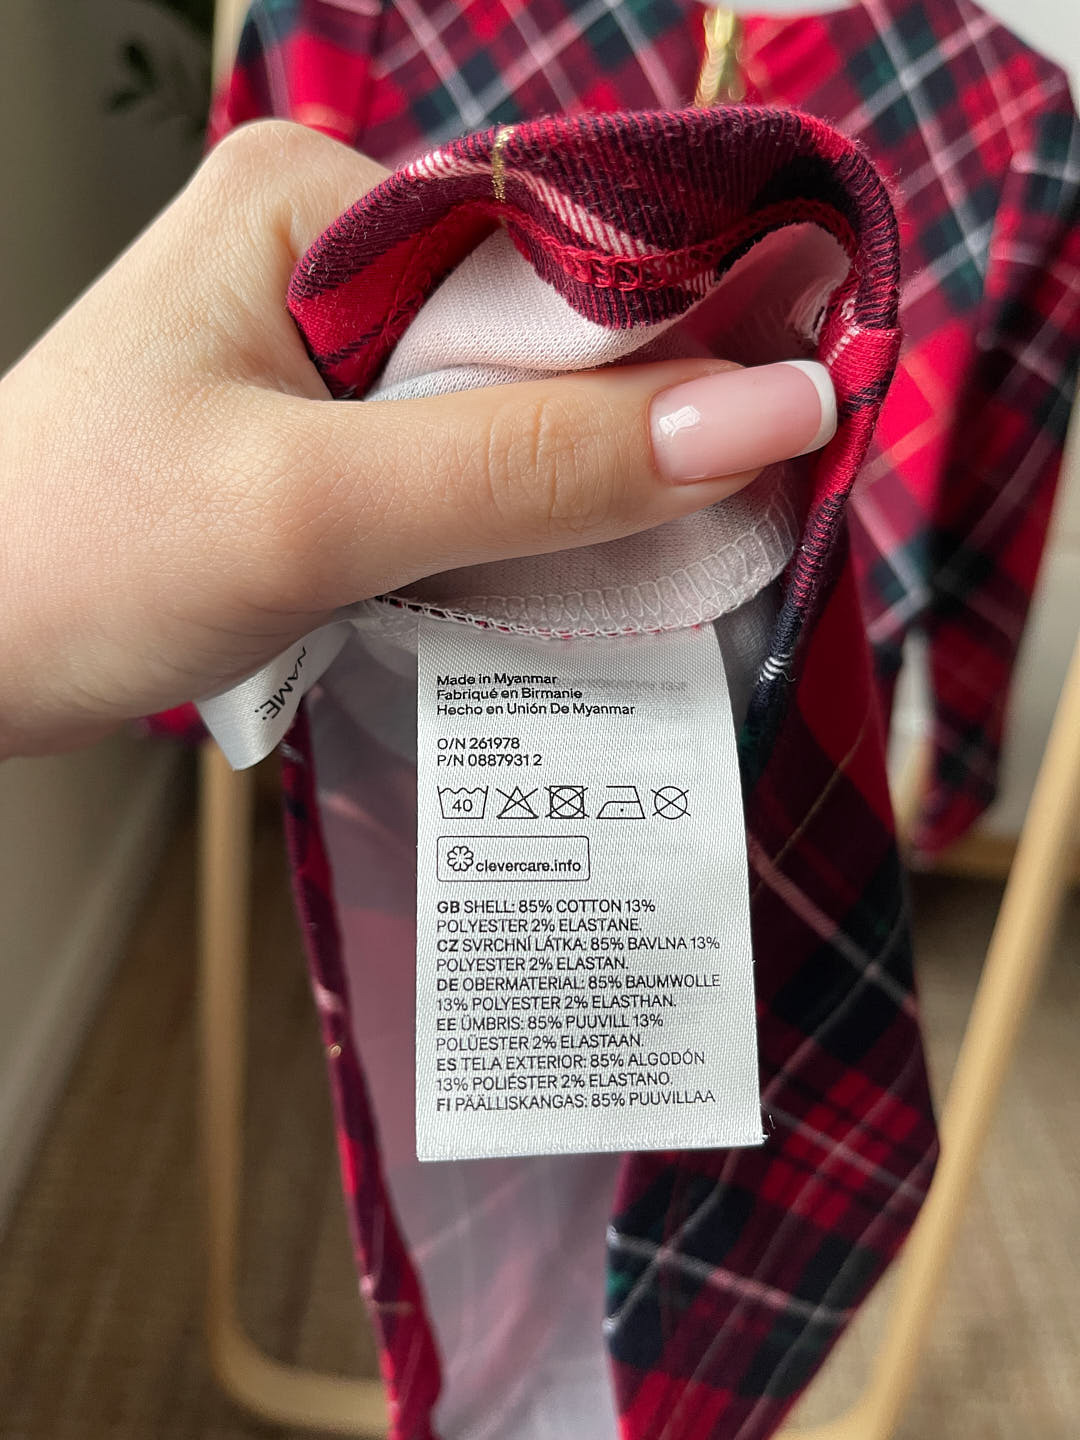 Made in Myanmar
Fabriqué en Birmanie
Hecho en Unión De Myanmar
O/N 261978
P/N 0887931 2
40
clevercare.info
GB SHELL: 85% COTTON 13%
POLYESTER 2% ELASTANE.
CZ SVRCHNÍ LÁTKA: 85% BAVLNA 13%
POLYESTER 2% ELASTAN.
DE OBERMATERIAL: 85% BAUMWOLLE
13% POLYESTER 2% ELASTHAN.
EE ÜMBRIS: 85% PUUVILL 13%
POLÜESTER 2% ELASTAAN.
ES TELA EXTERIOR: 85% ALGODÓN
13% POLIÉSTER 2% ELASTANO.
FI PÄÄLLISKANGAS: 85% PUUVILLAA
NAME: